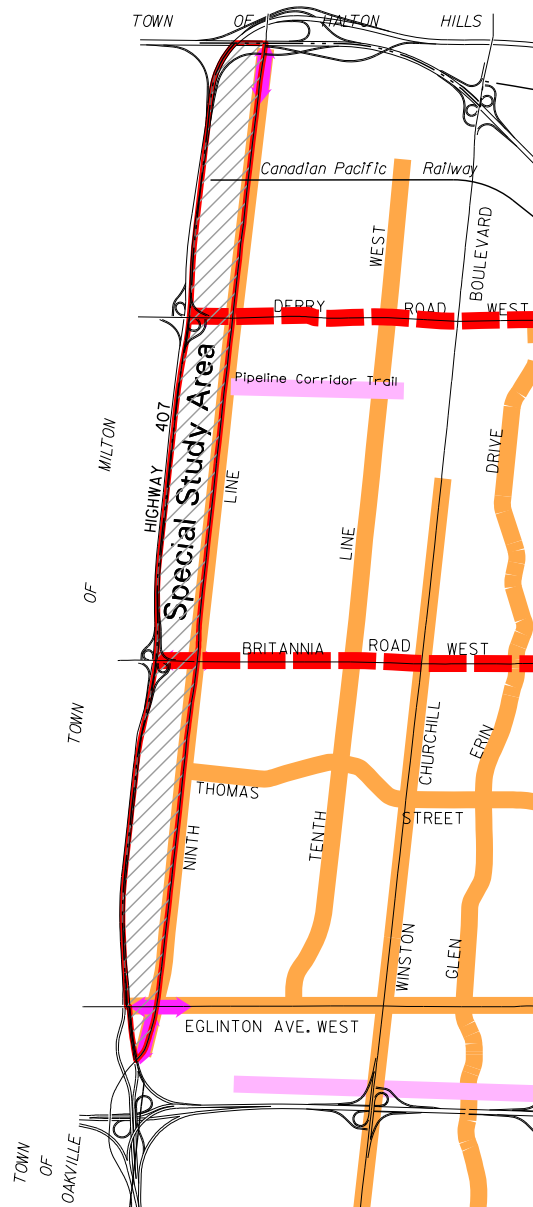 TOWN OF HALTON HILLS
Canadian Pacific Railway
WEST
BOULEVARD
DERRY ROAD WEST
Pipeline Corridor Trail
Special Study Area
HIGHWAY 407
TOWN OF MILTON
LINE
LINE
DRIVE
BRITANNIA ROAD WEST
CHURCHILL
ERIN
THOMAS
STREET
NINTH
TENTH
WINSTON
GLEN
EGLINTON AVE. WEST
TOWN
OF
OAKVILLE